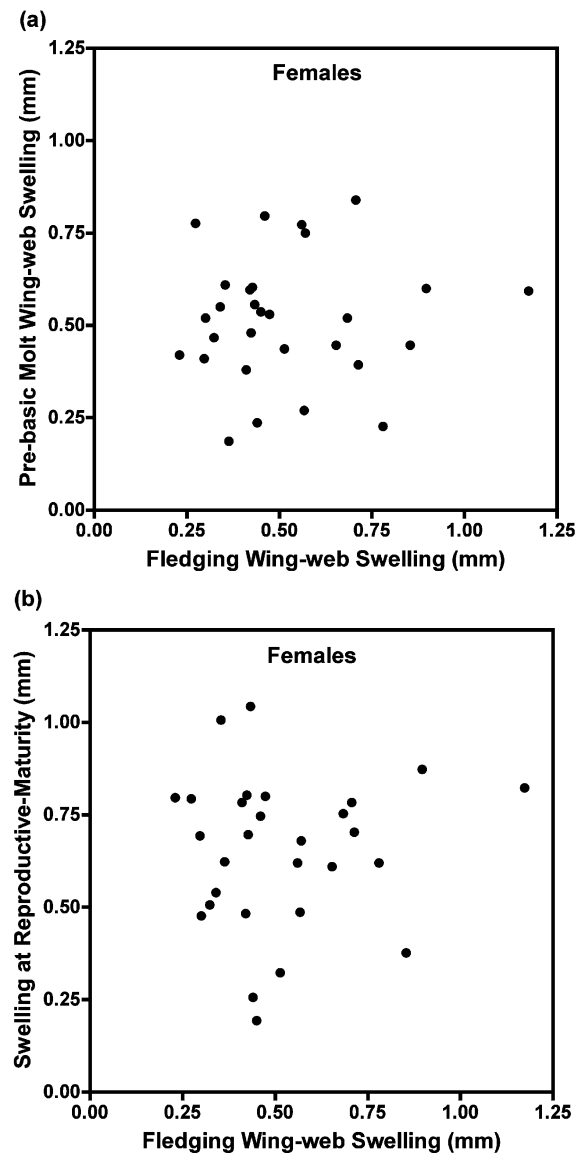 (a)
Females
Pre-basic Molt Wing-web Swelling (mm)
1.25
1.00
0.75
0.50
0.25
0.00
0.00 0.25 0.50 0.75 1.00 1.25
Fledging Wing-web Swelling (mm)
(b)
Females
Swelling at Reproductive-Maturity (mm)
1.25
1.00
0.75
0.50
0.25
0.00
0.00 0.25 0.50 0.75 1.00 1.25
Fledging Wing-web Swelling (mm)